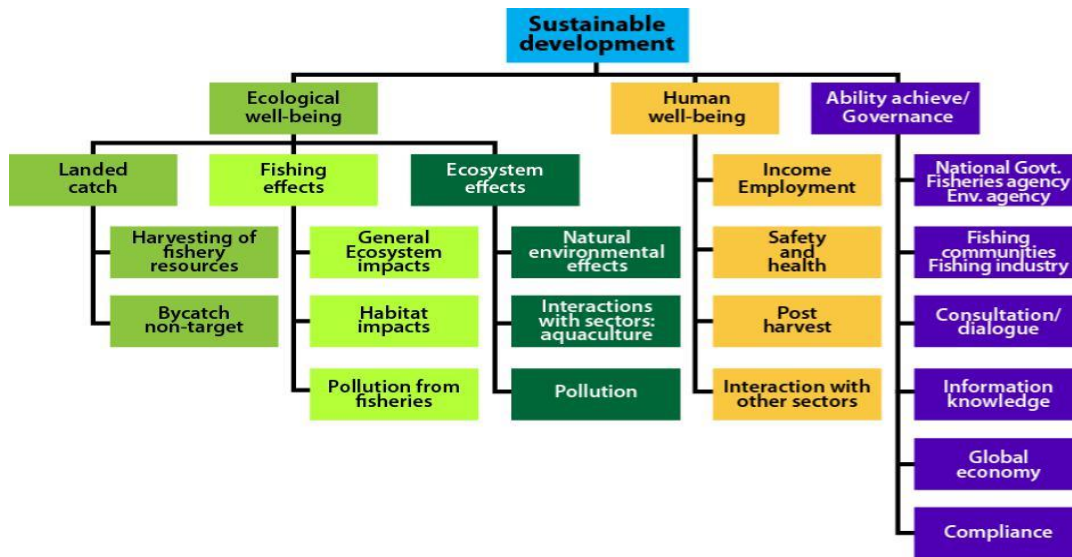 Sustainable
development
Ecological
well-being
Human
well-being
Ability achieve/
Governance
Landed
catch
Fishing
effects
Ecosystem
effects
Income
Employment
National Govt.
Fisheries agency
Env. agency
Harvesting of
fishery
resources
General
Ecosystem
impacts
Natural
environmental
effects
Safety
and
health
Fishing
communities
Fishing industry
Bycatch
non-target
Habitat
impacts
Interactions
with sectors:
aquaculture
Post
harvest
Consultation/
dialogue
Pollution from
fisheries
Pollution
Interaction with
other sectors
Information
knowledge
Global
economy
Compliance